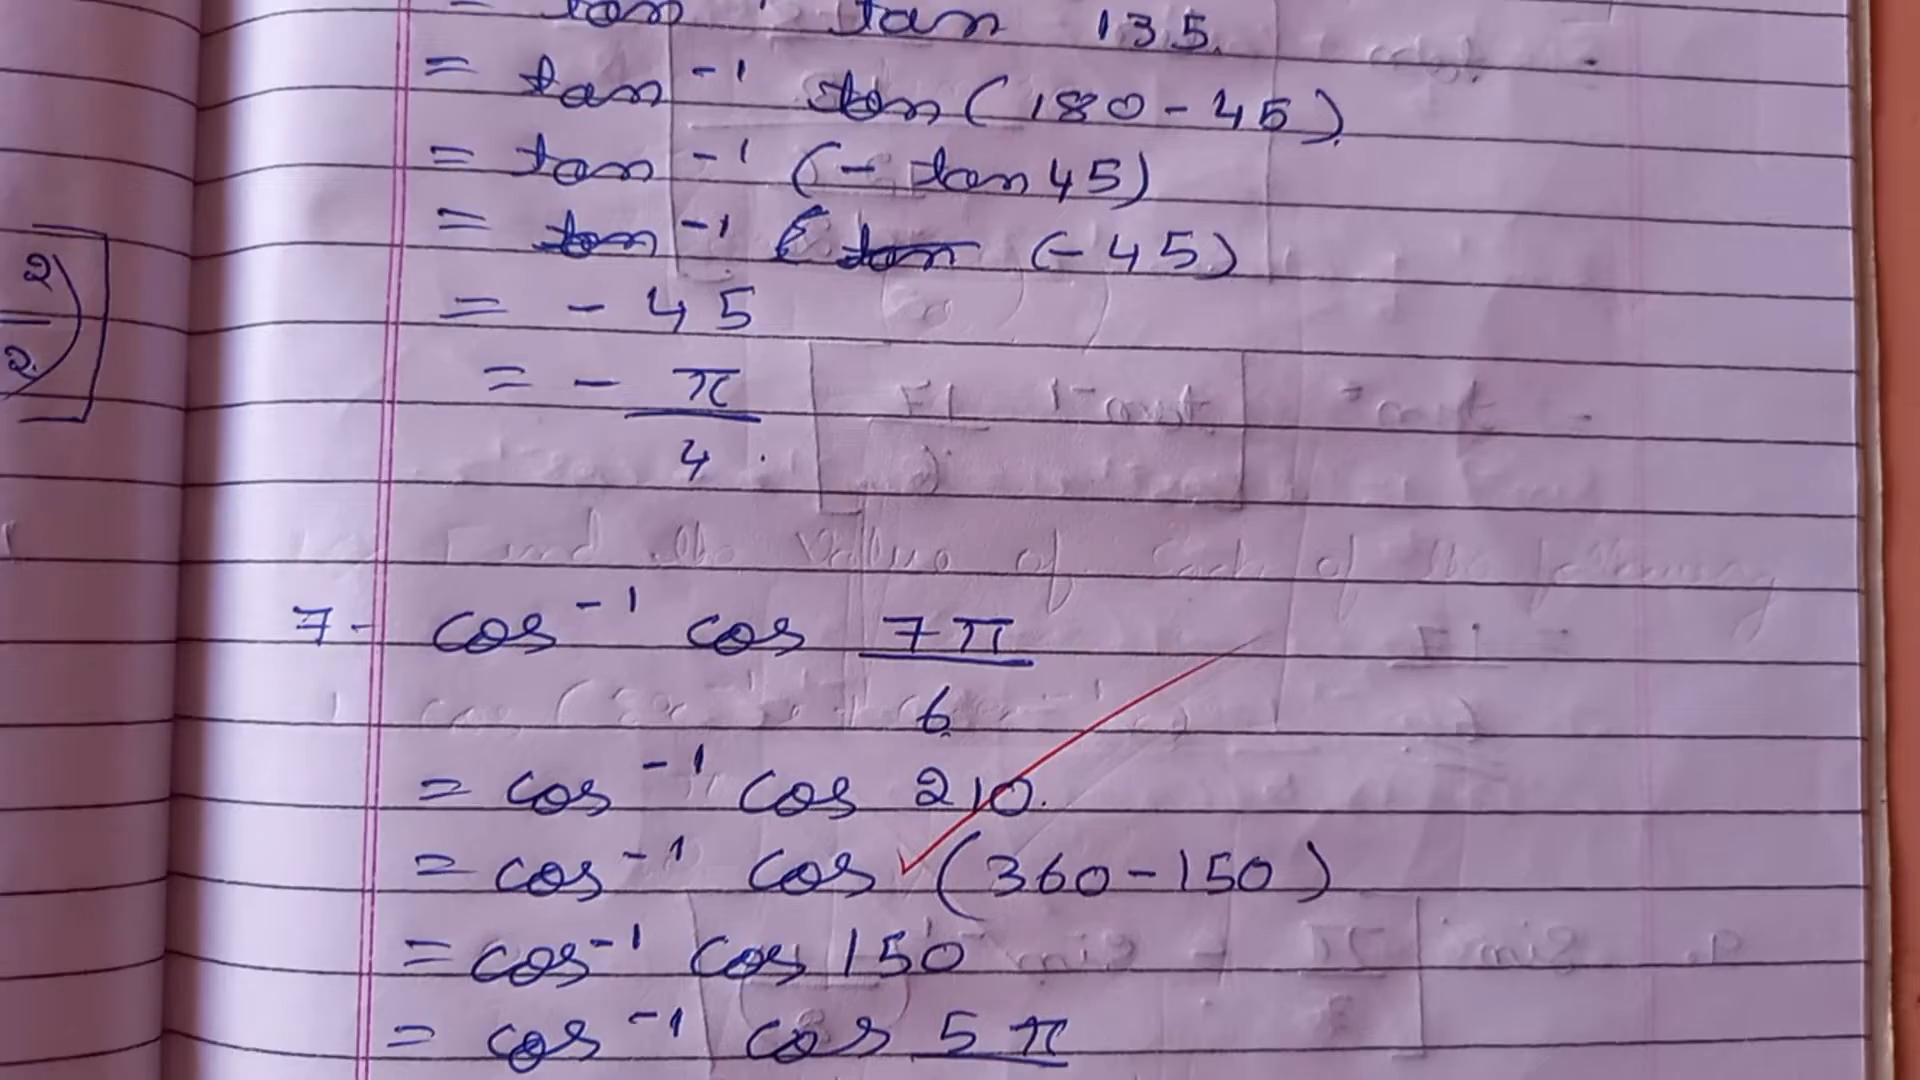 = tan⁻¹ tan 135.
= tan⁻¹ tan (180 - 45)
= tan⁻¹ (- tan 45)
= tan⁻¹ tan (-45)
= - 45
= - π/4.
7- cos⁻¹ cos 7π/6
= cos⁻¹ cos 210.
= cos⁻¹ cos (360 - 150)
= cos⁻¹ cos 150
= cos⁻¹ cos 5π
2
2